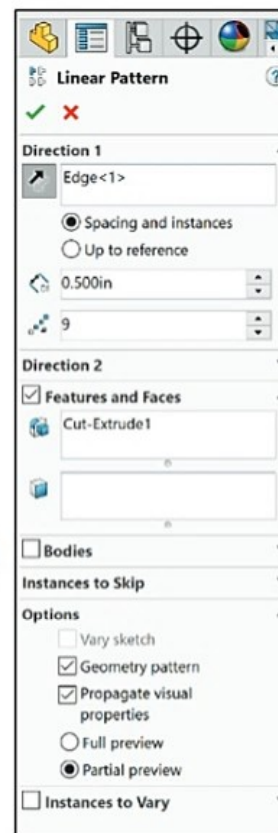 Linear Pattern
Direction 1
Edge<1>
Spacing and instances
Up to reference
0.500in
9
Direction 2
Features and Faces
Cut-Extrude1
Bodies
Instances to Skip
Options
Vary sketch
Geometry pattern
Propagate visual
properties
Full preview
Partial preview
Instances to Vary